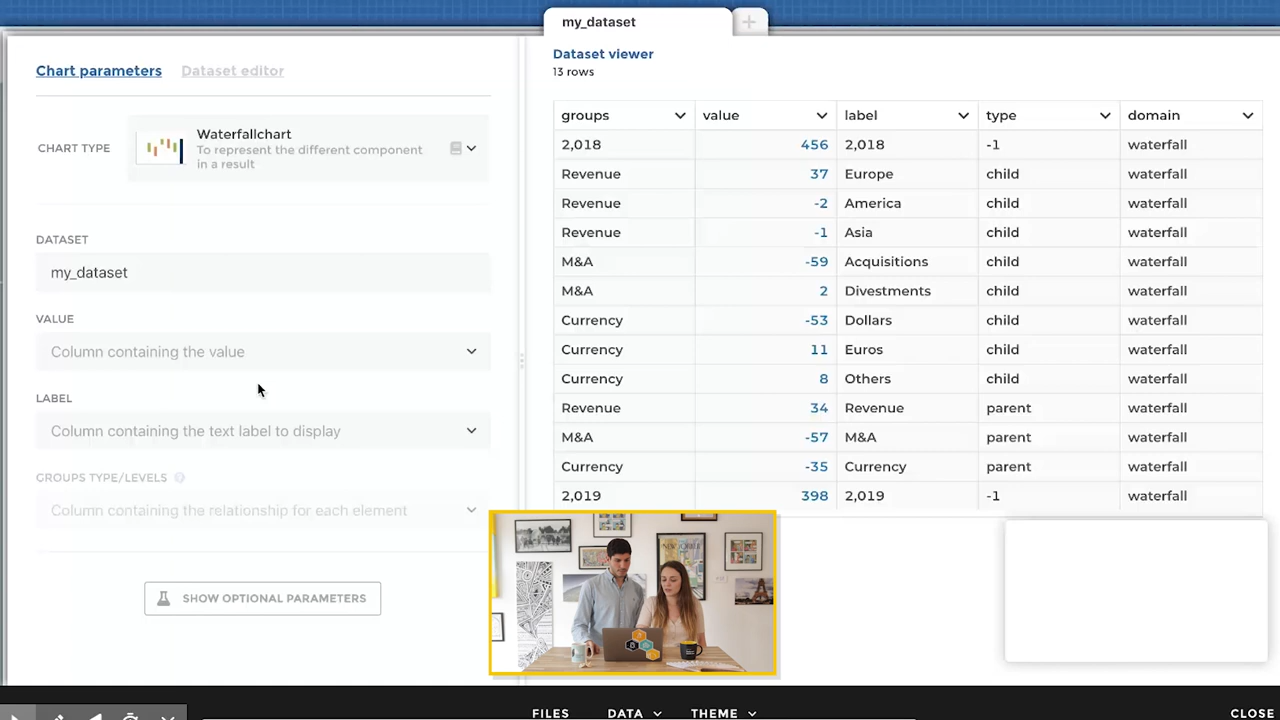 my_dataset
Chart parameters
Dataset editor
CHART TYPE
Waterfallchart
To represent the different component
in a result
DATASET
my_dataset
VALUE
Column containing the value
LABEL
Column containing the text label to display
GROUPS TYPE/LEVELS
Column containing the relationship for each element
SHOW OPTIONAL PARAMETERS
Dataset viewer
13 rows
groups value label type domain
2,018 456 2,018 -1 waterfall
Revenue 37 Europe child waterfall
Revenue -2 America child waterfall
Revenue -1 Asia child waterfall
M&A -59 Acquisitions child waterfall
M&A 2 Divestments child waterfall
Currency -53 Dollars child waterfall
Currency 11 Euros child waterfall
Currency 8 Others child waterfall
Revenue 34 Revenue parent waterfall
M&A -57 M&A parent waterfall
Currency -35 Currency parent waterfall
2,019 398 2,019 -1 waterfall
FILES DATA THEME CLOSE